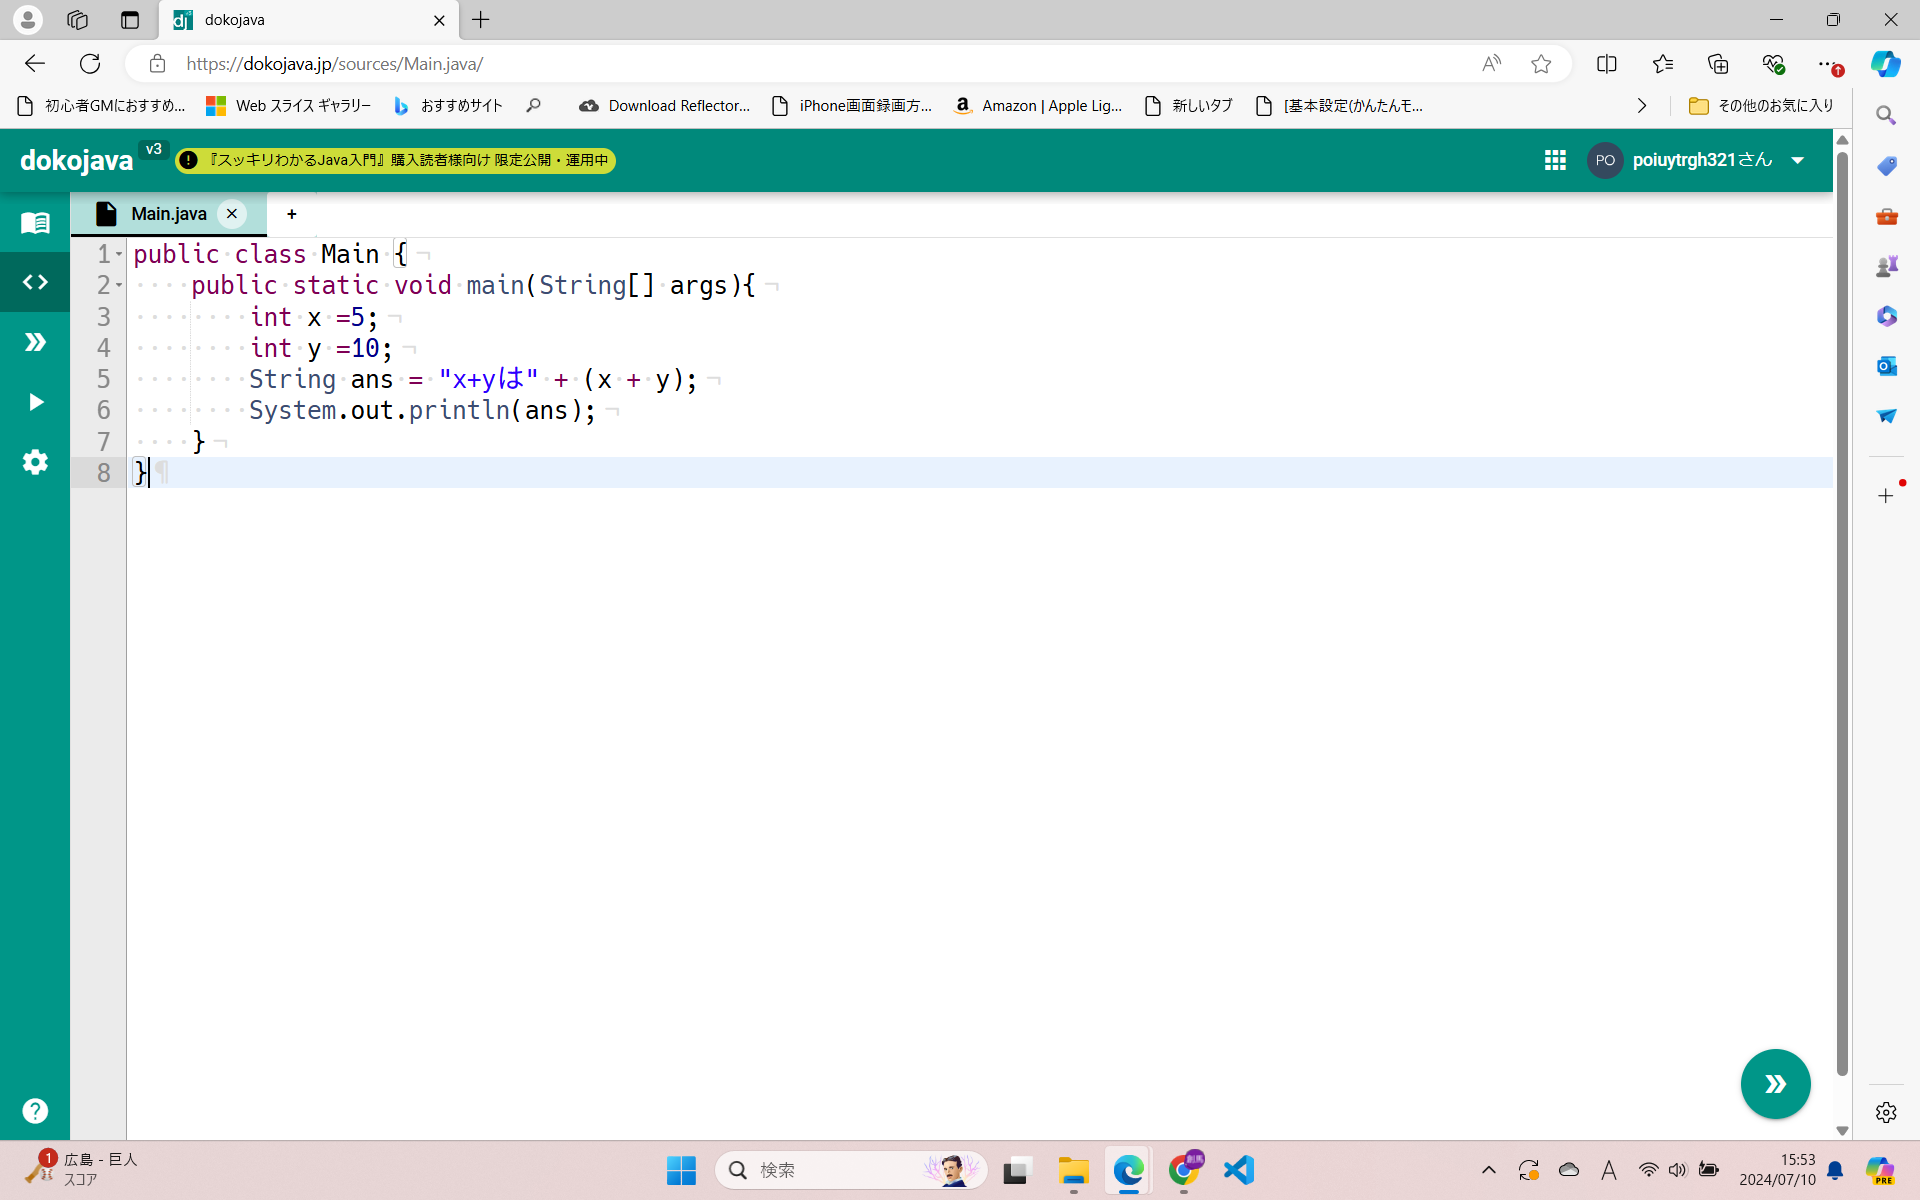 dokojava
https://dokojava.jp/sources/Main.java/
初心者GMにおすすめ... Web スライス ギャラリー おすすめサイト Download Reflector... iPhone画面録画方... Amazon | Apple Lig... 新しいタブ [基本設定(かんたんモ... その他のお気に入り
dokojava v3 『スッキリわかるJava入門』購入読者様向け 限定公開・運用中 PO poiuytrgh321さん
Main.java
1 public class Main {
2 public static void main(String[] args){
3 int x =5;
4 int y =10;
5 String ans = "x+yは" + (x + y);
6 System.out.println(ans);
7 }
8 }
1 広島 - 巨人
スコア
検索
A
15:53
2024/07/10
PRE